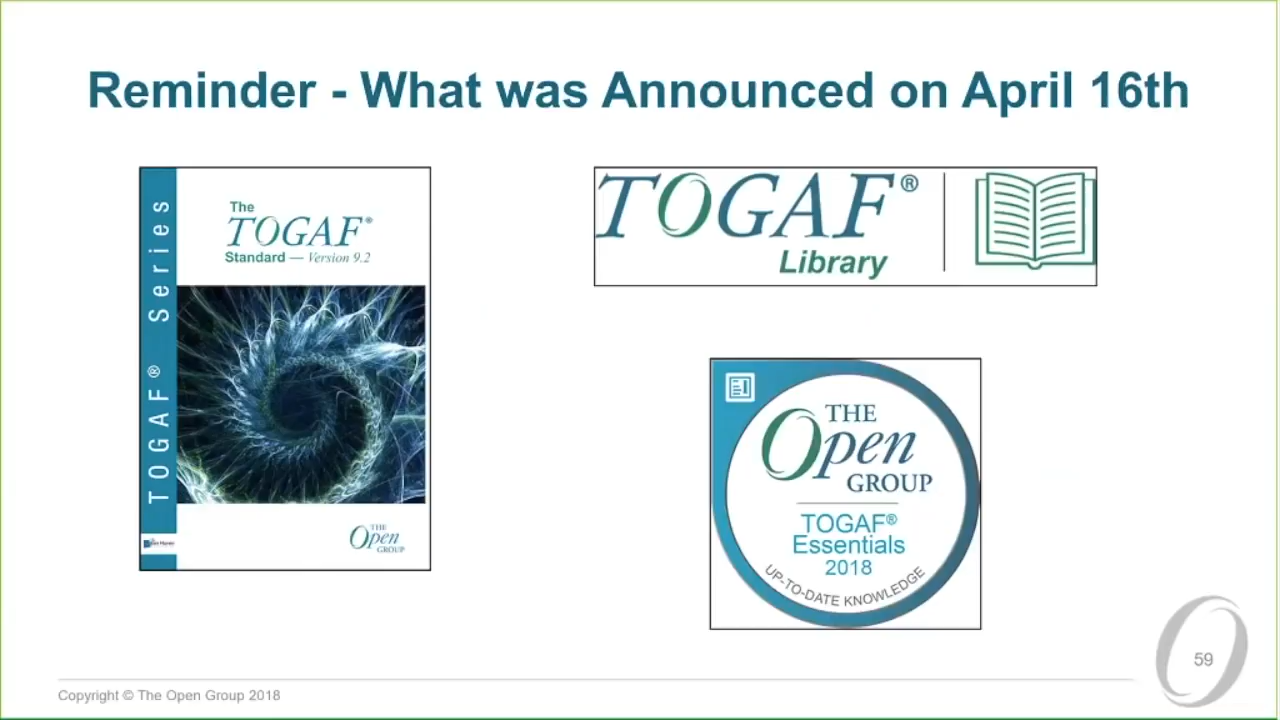 Reminder - What was Announced on April 16th
TOGAF® Series
The
TOGAF®
Standard — Version 9.2
THE
Open
GROUP
TOGAF®
Library
THE
Open
GROUP
TOGAF®
Essentials
2018
UP-TO-DATE KNOWLEDGE
59
Copyright © The Open Group 2018